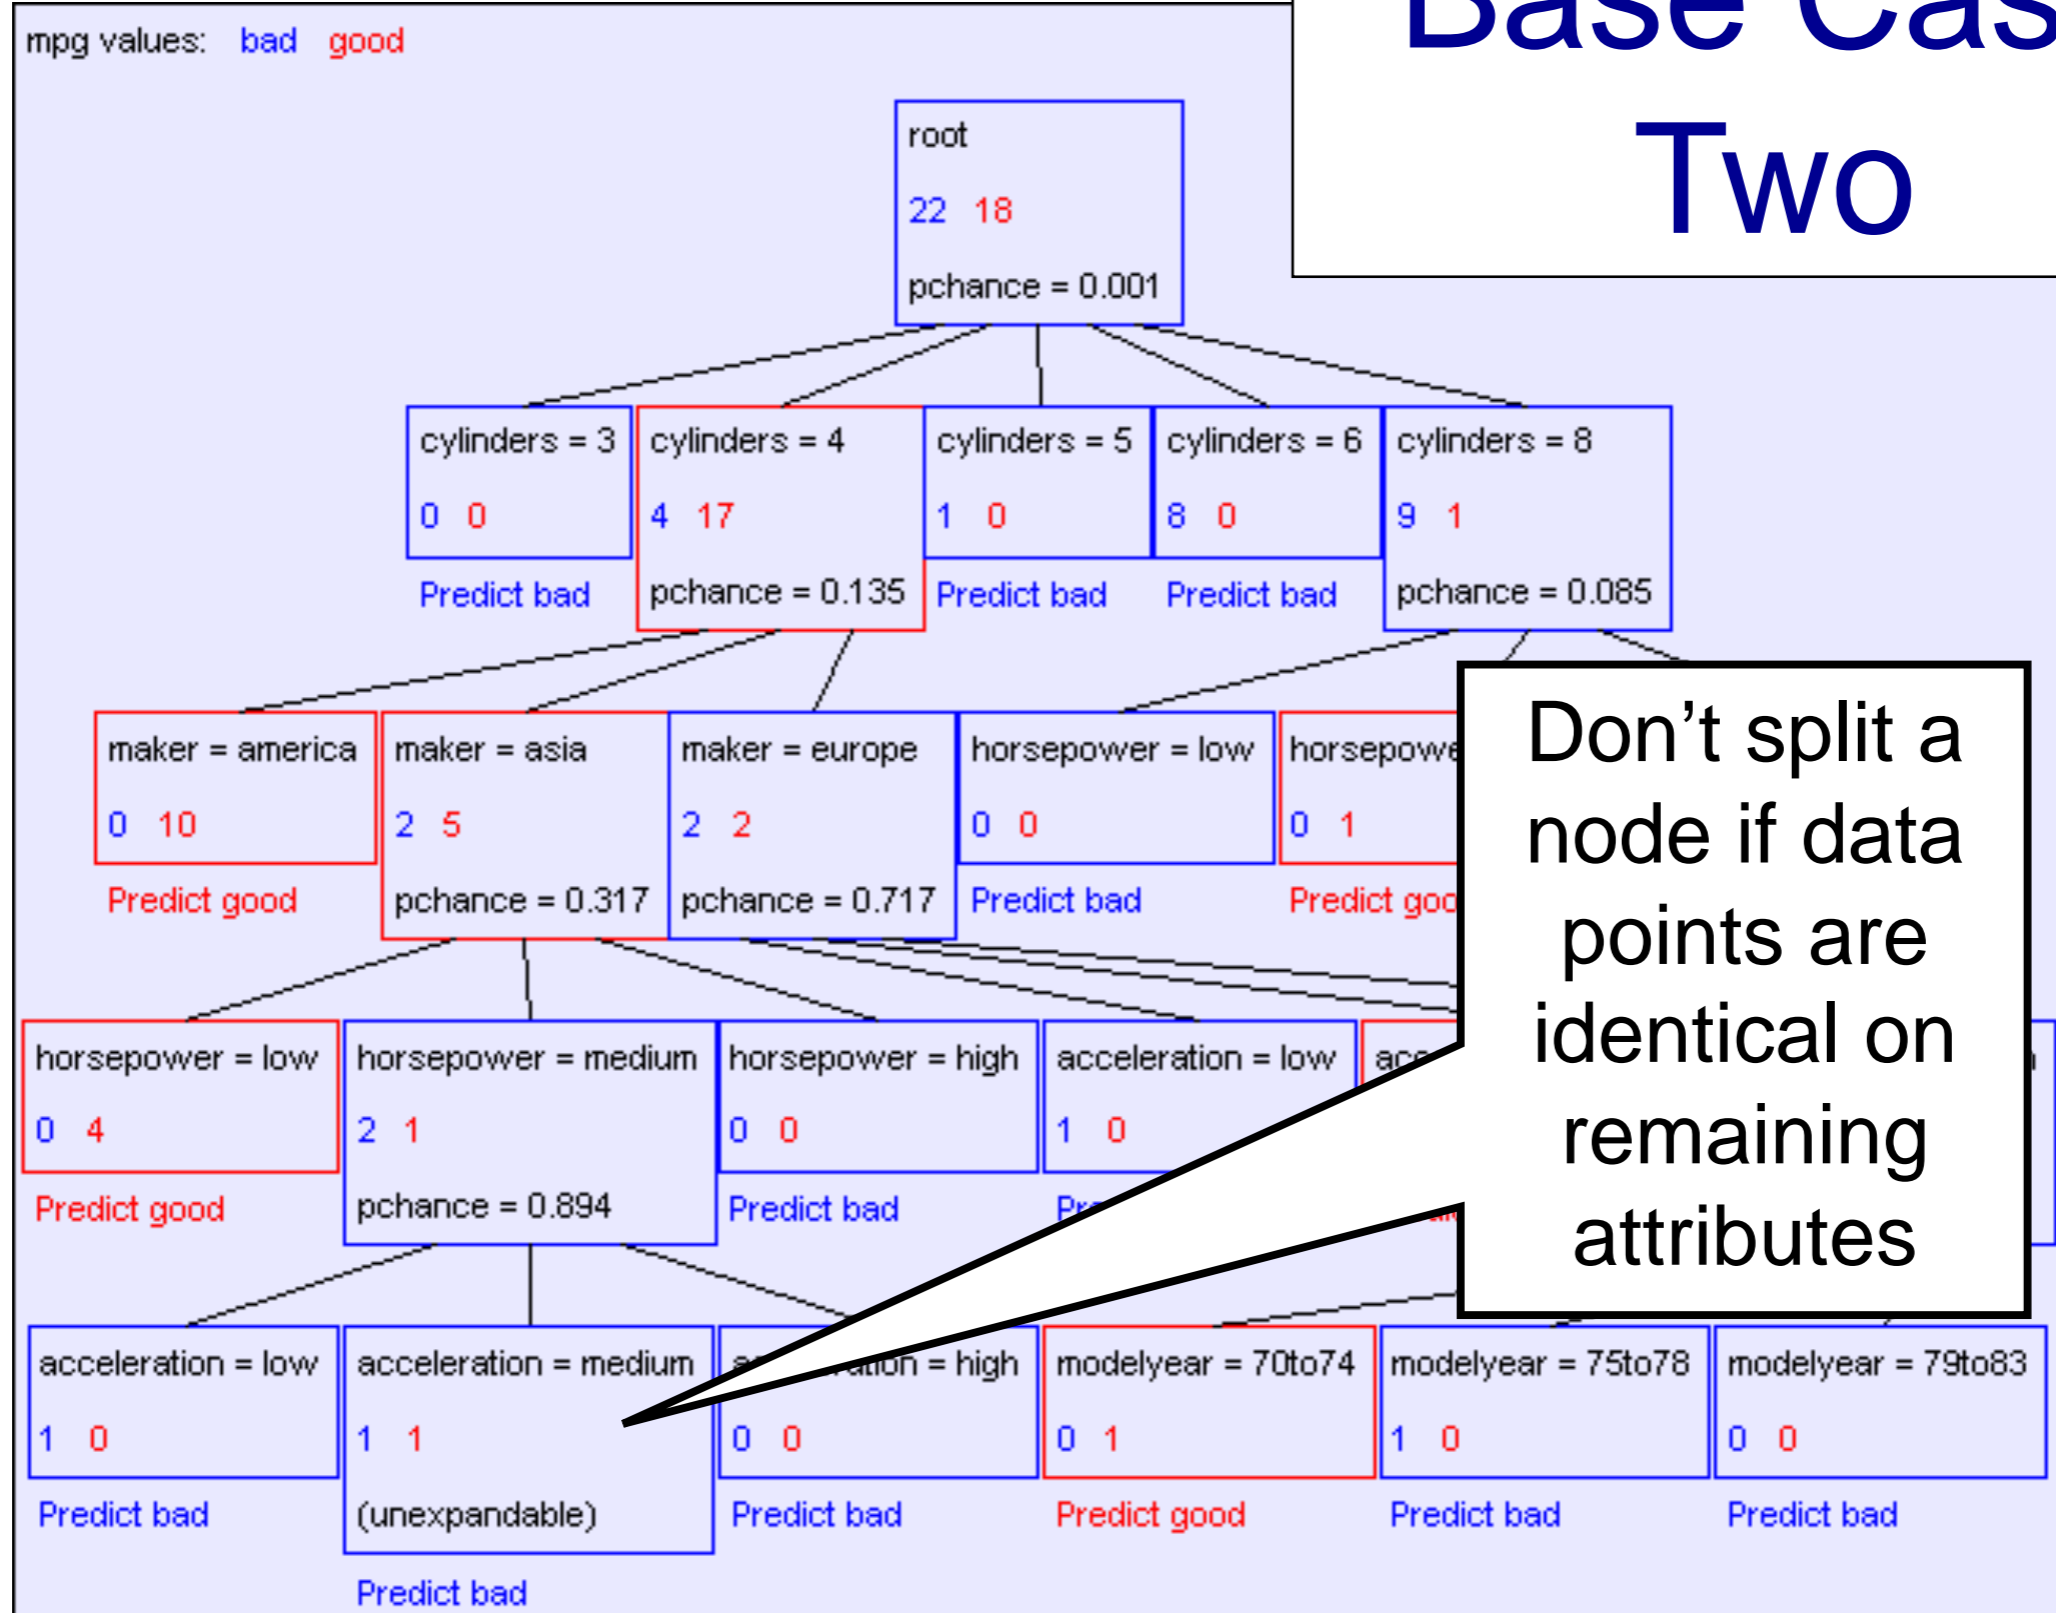 mpg values: bad good
Base Cas
Two
root
22 18
pchance = 0.001
cylinders = 3
0 0
Predict bad
cylinders = 4
4 17
pchance = 0.135
cylinders = 5
1 0
Predict bad
cylinders = 6
8 0
Predict bad
cylinders = 8
9 1
pchance = 0.085
maker = america
0 10
Predict good
maker = asia
2 5
pchance = 0.317
maker = europe
2 2
pchance = 0.717
horsepower = low
0 0
Predict bad
horsepowe
0 1
Predict goo
Don’t split a
node if data
points are
identical on
remaining
attributes
horsepower = low
0 4
Predict good
horsepower = medium
2 1
pchance = 0.894
horsepower = high
0 0
Predict bad
acceleration = low
1 0
acceleration = low
1 0
Predict bad
acceleration = medium
1 1
(unexpandable)
Predict bad
= high
0 0
Predict bad
modelyear = 70to74
0 1
Predict good
modelyear = 75to78
1 0
Predict bad
modelyear = 79to83
0 0
Predict bad